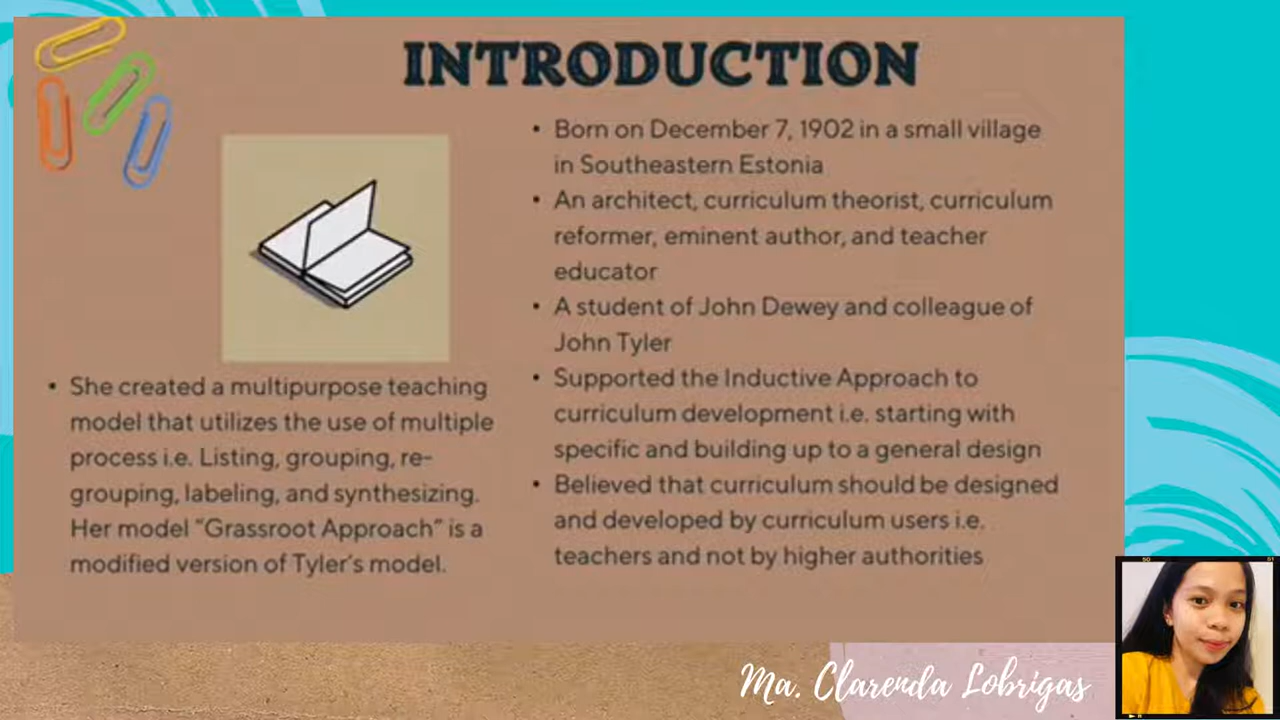 INTRODUCTION
• Born on December 7, 1902 in a small village
in Southeastern Estonia
• An architect, curriculum theorist, curriculum
reformer, eminent author, and teacher
educator
• A student of John Dewey and colleague of
John Tyler
• Supported the Inductive Approach to
curriculum development i.e. starting with
specific and building up to a general design
• Believed that curriculum should be designed
and developed by curriculum users i.e.
teachers and not by higher authorities
• She created a multipurpose teaching
model that utilizes the use of multiple
process i.e. Listing, grouping, re-
grouping, labeling, and synthesizing.
Her model “Grassroot Approach” is a
modified version of Tyler’s model.
Ma. Clarenda Lobrigas